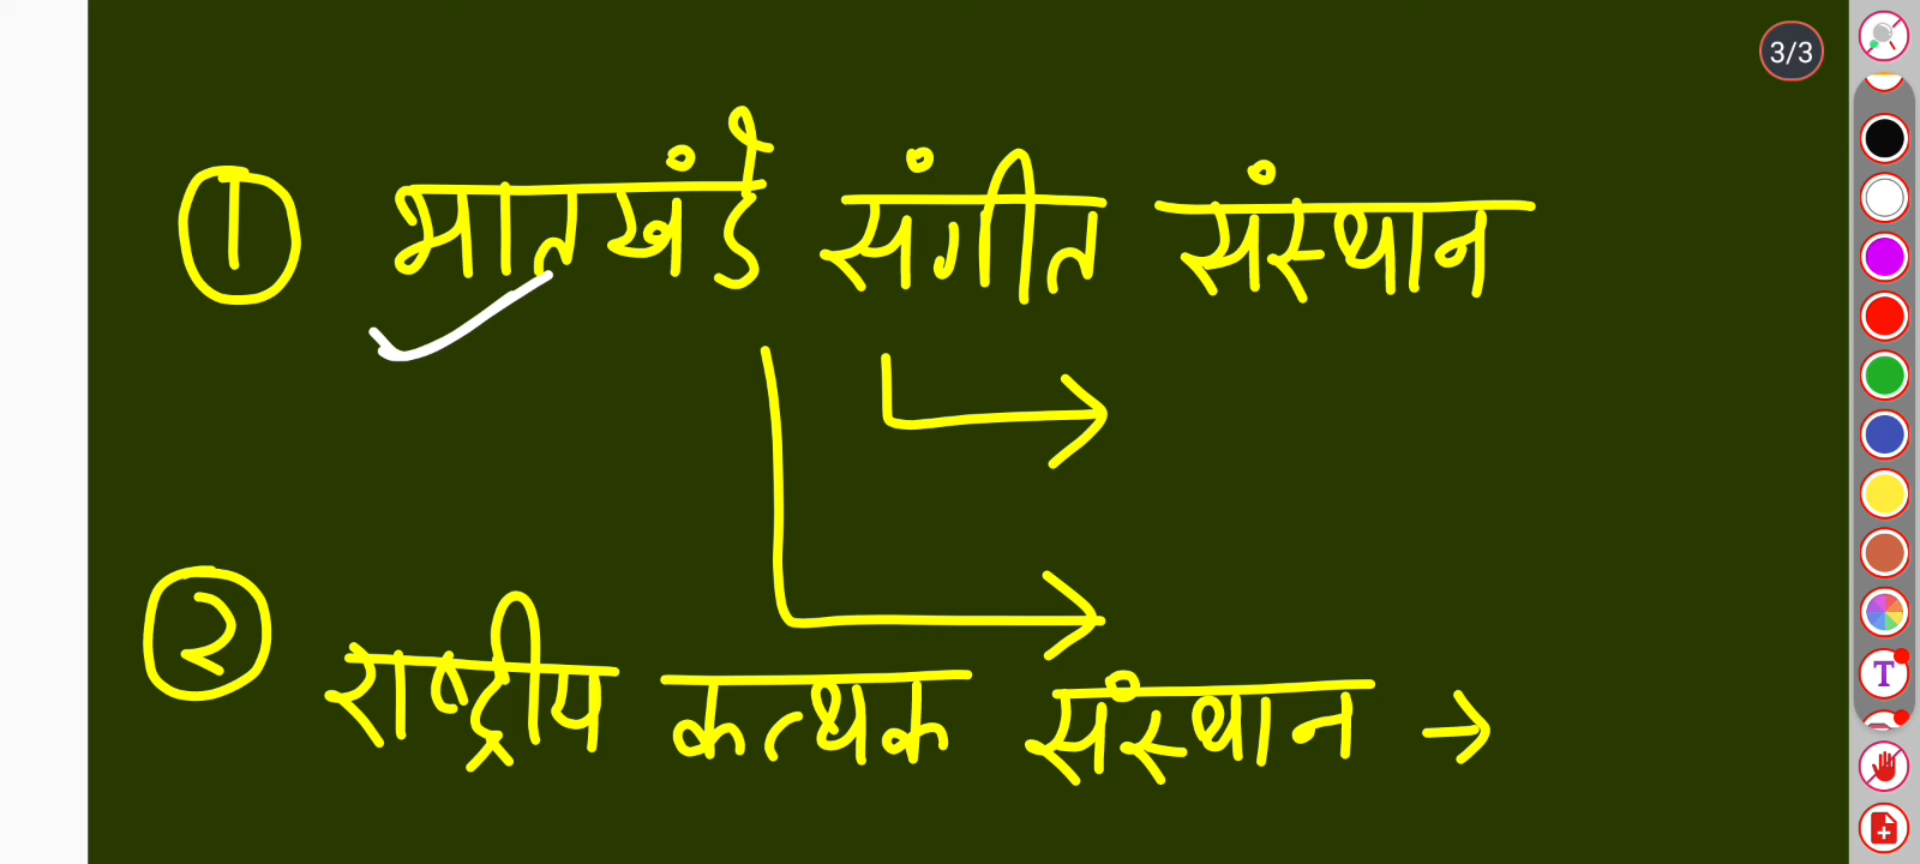 3/3
① भातखंडे संगीत संस्थान
② राष्ट्रीय कत्थक संस्थान →
T